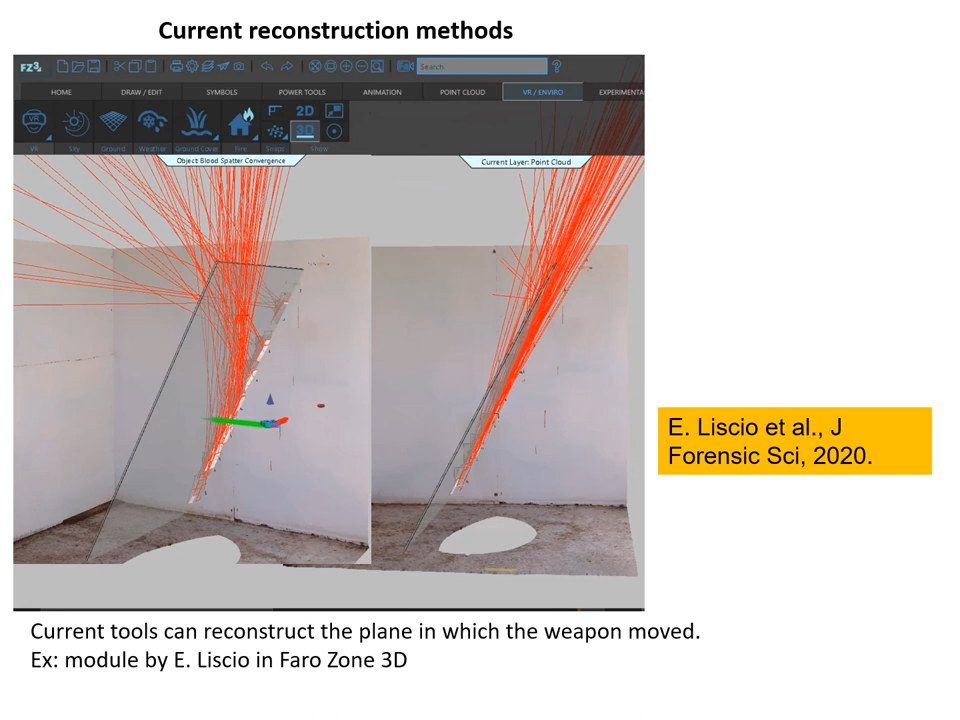 Current reconstruction methods
FZ3
Search
?
HOME DRAW / EDIT SYMBOLS POWER TOOLS ANIMATION POINT CLOUD VR / ENVIRO EXPERIMENTA
VR
2D
3D
VR Sky Ground Weather Ground Cover Fire Snaps Show
Object Blood Spatter Convergence
Current Layer: Point Cloud
E. Liscio et al., J
Forensic Sci, 2020.
Current tools can reconstruct the plane in which the weapon moved.
Ex: module by E. Liscio in Faro Zone 3D